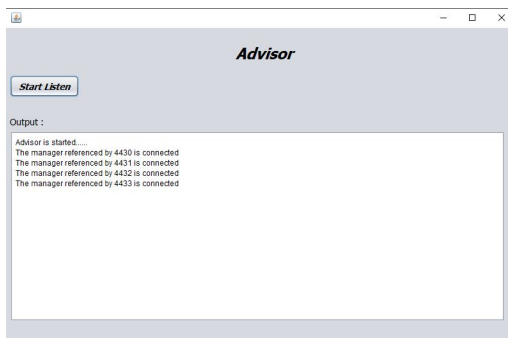 Advisor
Start Listen
Output :
Advisor is started......
The manager referenced by 4430 is connected
The manager referenced by 4431 is connected
The manager referenced by 4432 is connected
The manager referenced by 4433 is connected